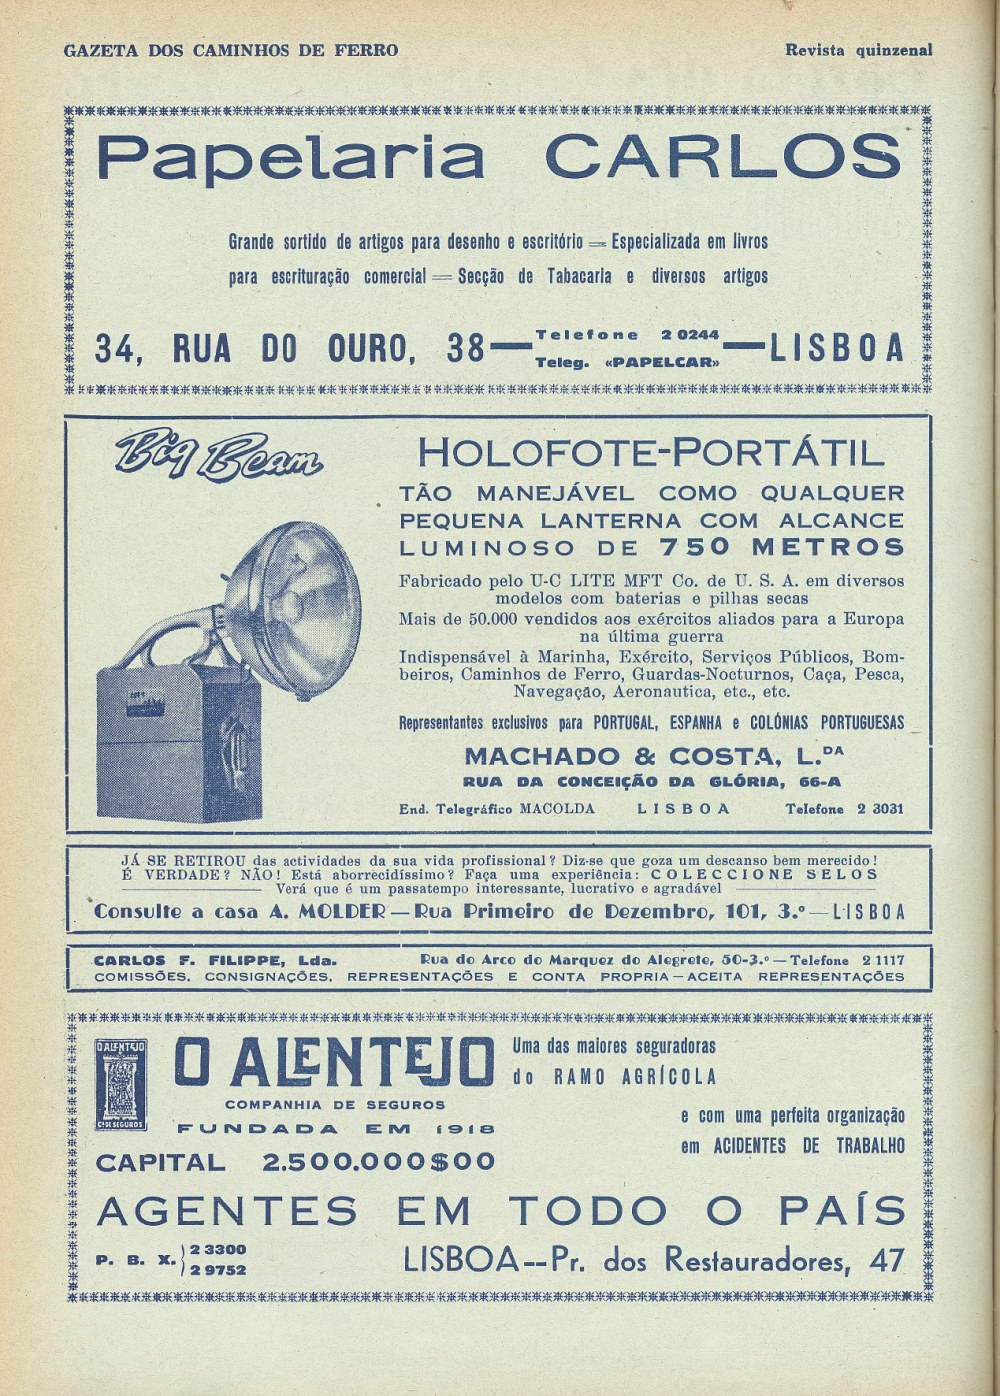 GAZETA DOS CAMINHOS DE FERRO
Revista quinzenal
Papelaria CARLOS
Grande sortido de artigos para desenho e escritório — Especializada em livros
para escrituração comercial — Secção de Tabacaria e diversos artigos
34, RUA DO OURO, 38 — Telefone 2 0244 — LISBOA
Teleg. «PAPELCAR»
Big Beam
HOLOFOTE-PORTÁTIL
TÃO MANEJÁVEL COMO QUALQUER
PEQUENA LANTERNA COM ALCANCE
LUMINOSO DE 750 METROS
Fabricado pelo U-C LITE MFT Co. de U. S. A. em diversos
modelos com baterias e pilhas secas
Mais de 50.000 vendidos aos exércitos aliados para a Europa
na última guerra
Indispensável à Marinha, Exército, Serviços Públicos, Bom-
beiros, Caminhos de Ferro, Guardas-Nocturnos, Caça, Pesca,
Navegação, Aeronautica, etc., etc.
Representantes exclusivos para PORTUGAL, ESPANHA e COLÓNIAS PORTUGUESAS
MACHADO & COSTA, L.DA
RUA DA CONCEIÇÃO DA GLÓRIA, 66-A
End. Telegráfico MACOLDA LISBOA Telefone 2 3031
JÁ SE RETIROU das actividades da sua vida profissional? Diz-se que goza um descanso bem merecido!
É VERDADE? NÃO! Está aborrecidíssimo? Faça uma experiência: COLECCIONE SELOS
Verá que é um passatempo interessante, lucrativo e agradável
Consulte a casa A. MOLDER — Rua Primeiro de Dezembro, 101, 3.º — LISBOA
CARLOS F. FILIPPE, Lda. Rua do Arco do Marquez do Alegrete, 50-3.º — Telefone 2 1117
COMISSÕES, CONSIGNAÇÕES, REPRESENTAÇÕES E CONTA PROPRIA — ACEITA REPRESENTAÇÕES
O ALENTEJO
Cª DE SEGUROS
O ALENTEJO
COMPANHIA DE SEGUROS
FUNDADA EM 1918
CAPITAL 2.500.000$00
Uma das maiores seguradoras
do RAMO AGRÍCOLA
e com uma perfeita organização
em ACIDENTES DE TRABALHO
AGENTES EM TODO O PAÍS
P. B. X. } 2 3300
2 9752
LISBOA--Pr. dos Restauradores, 47